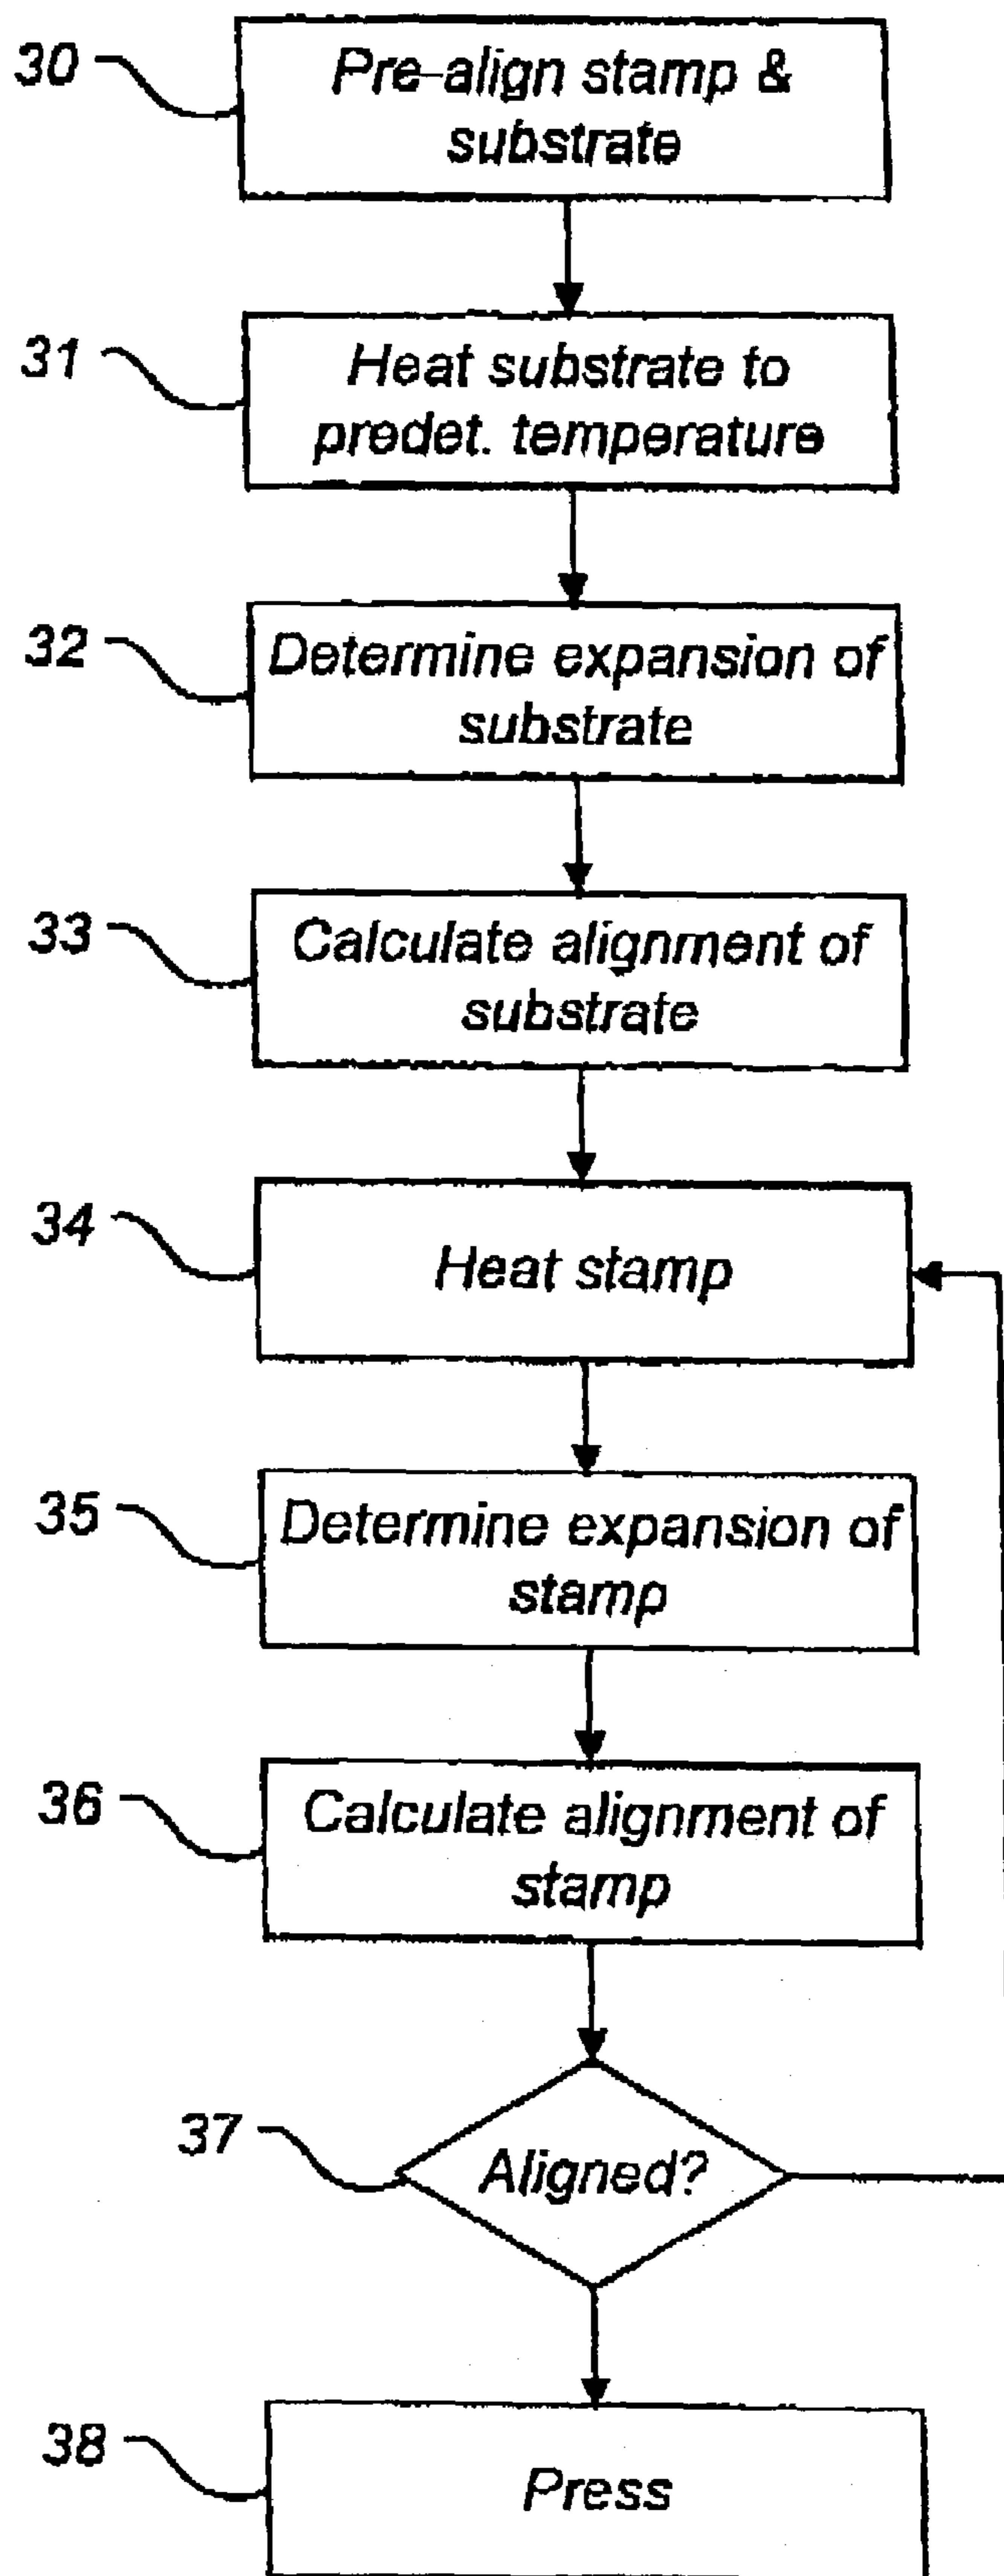 30
Pre-align stamp &
substrate
31
Heat substrate to
predet. temperature
32
Determine expansion of
substrate
33
Calculate alignment of
substrate
34
Heat stamp
35
Determine expansion of
stamp
36
Calculate alignment of
stamp
37
Aligned?
38
Press